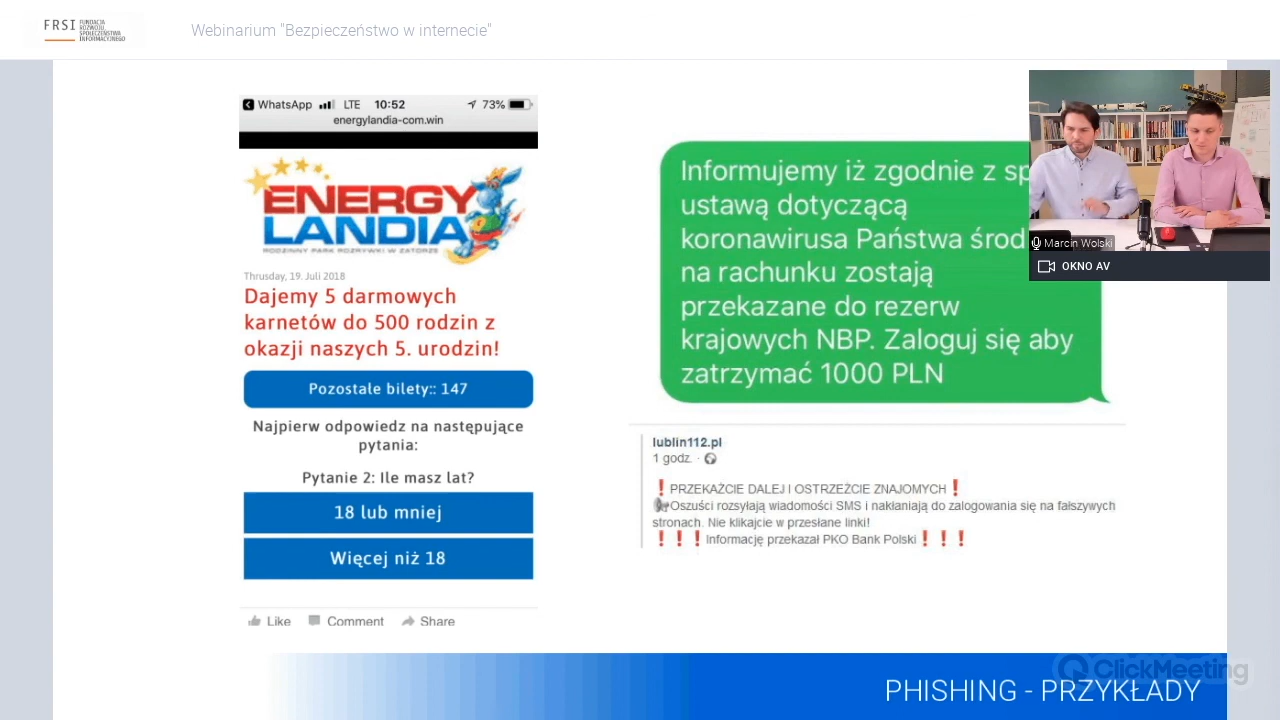 FRSI FUNDACJA
ROZWOJU
SPOŁECZEŃSTWA
INFORMACYJNEGO
Webinarium "Bezpieczeństwo w internecie"
WhatsApp LTE 10:52 73%
energylandia-com.win
ENERGY
LANDIA
RODZINNY PARK ROZRYWKI W ZATORZE
Thrusday, 19. Juli 2018
Dajemy 5 darmowych
karnetów do 500 rodzin z
okazji naszych 5. urodzin!
Pozostałe bilety:: 147
Najpierw odpowiedz na następujące
pytania:
Pytanie 2: Ile masz lat?
18 lub mniej
Więcej niż 18
Like Comment Share
Informujemy iż zgodnie z
ustawą dotyczącą
koronawirusa Państwa
na rachunku zostają
przekazane do rezerw
krajowych NBP. Zaloguj się aby
zatrzymać 1000 PLN
Marcin Wolski
OKNO AV
lublin112.pl
1 godz. ·
❗PRZEKAŻCIE DALEJ I OSTRZEŻCIE ZNAJOMYCH❗
Oszuści rozsyłają wiadomości SMS i nakłaniają do zalogowania się na fałszywych
stronach. Nie klikajcie w przesłane linki!
❗❗❗Informację przekazał PKO Bank Polski❗❗❗
ClickMeeting
PHISHING - PRZYKŁADY